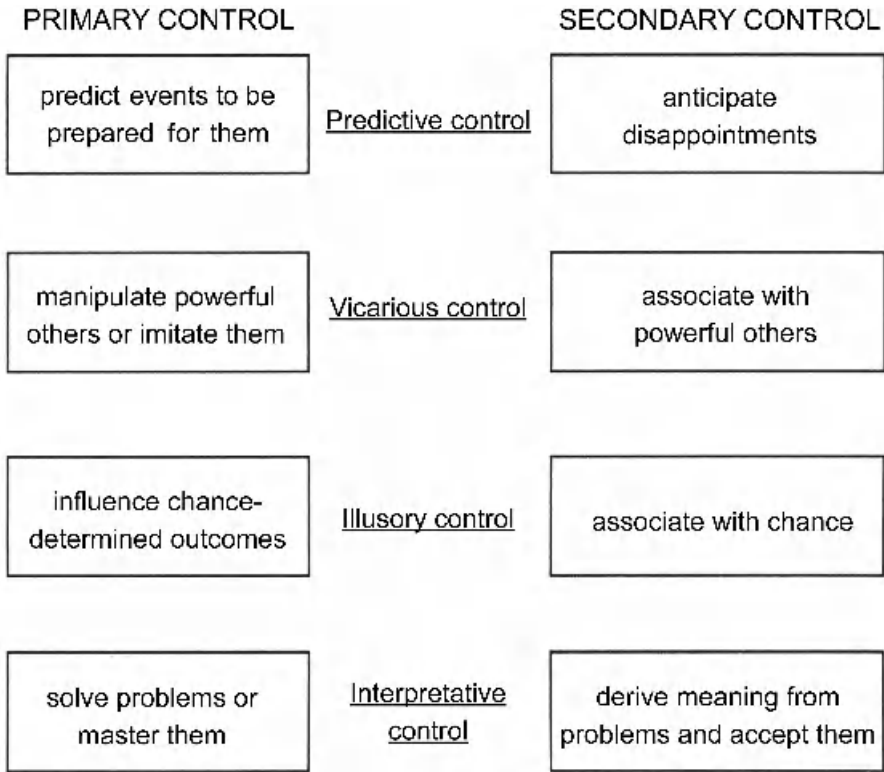 PRIMARY CONTROL
SECONDARY CONTROL
predict events to be
prepared for them
Predictive control
anticipate
disappointments
manipulate powerful
others or imitate them
Vicarious control
associate with
powerful others
influence chance-
determined outcomes
Illusory control
associate with chance
solve problems or
master them
Interpretative
control
derive meaning from
problems and accept them